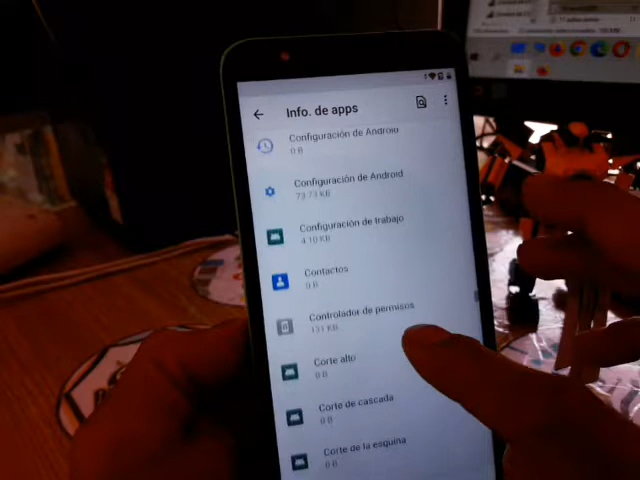 Info. de apps
Configuración de Android
0 B
Configuración de Android
73.73 KB
Configuración de trabajo
4.10 KB
Contactos
0 B
Controlador de permisos
131 KB
Corte alto
0 B
Corte de cascada
0 B
Corte de la esquina
0 B